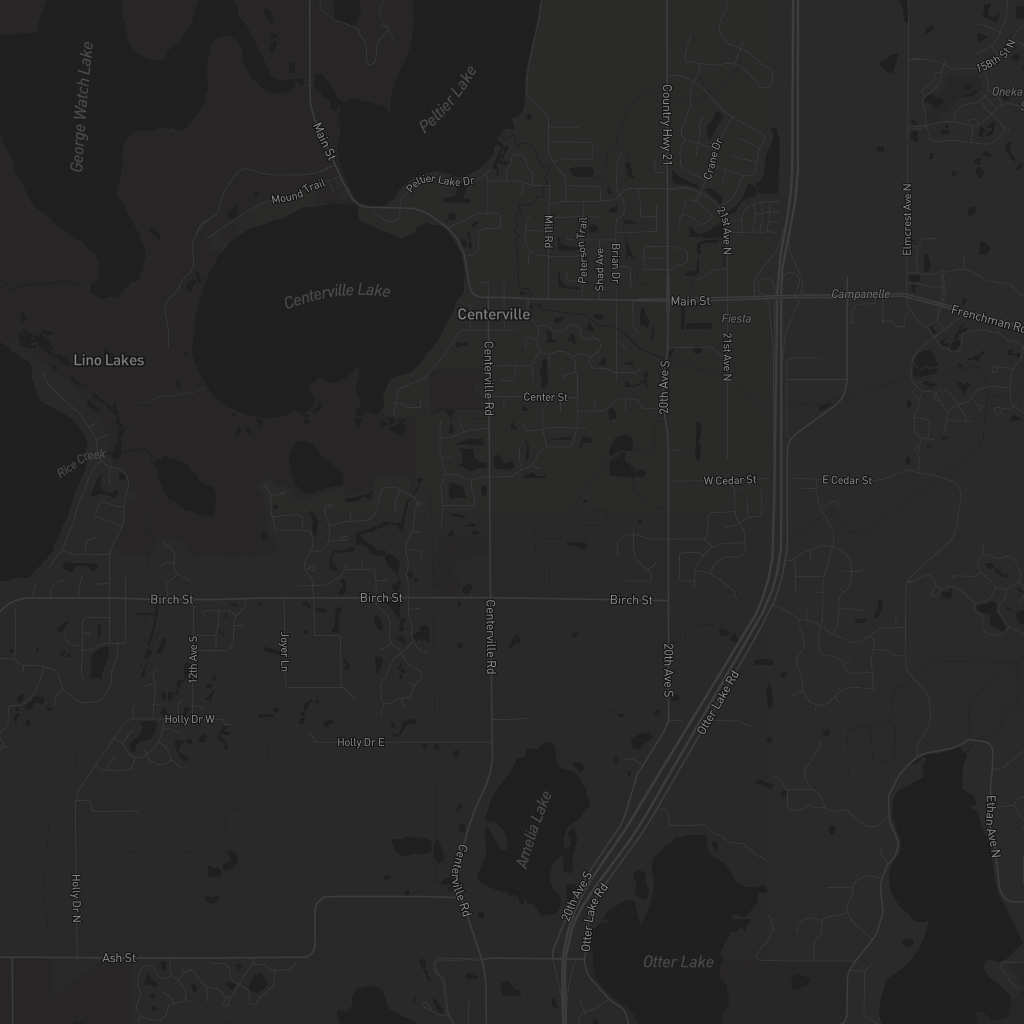 158th St N
Oneka
George Watch Lake
Peltier Lake
Main St
Country Hwy 21
Crane Dr
Mound Trail
Peltier Lake Dr
Elmcrest Ave N
Mill Rd
Peterson Trail
Shad Ave
Brian Dr
21st Ave N
Centerville Lake
Main St
Campanelle
Centerville
Fiesta
Frenchman Rd
Lino Lakes
Centerville Rd
21st Ave N
20th Ave S
Center St
Rice Creek
W Cedar St
E Cedar St
Birch St
Birch St
Birch St
Centerville Rd
12th Ave S
Joyer Ln
20th Ave S
Otter Lake Rd
Holly Dr W
Holly Dr E
Amelia Lake
Ethan Ave N
Holly Dr N
Centerville Rd
20th Ave S
Otter Lake Rd
Ash St
Otter Lake